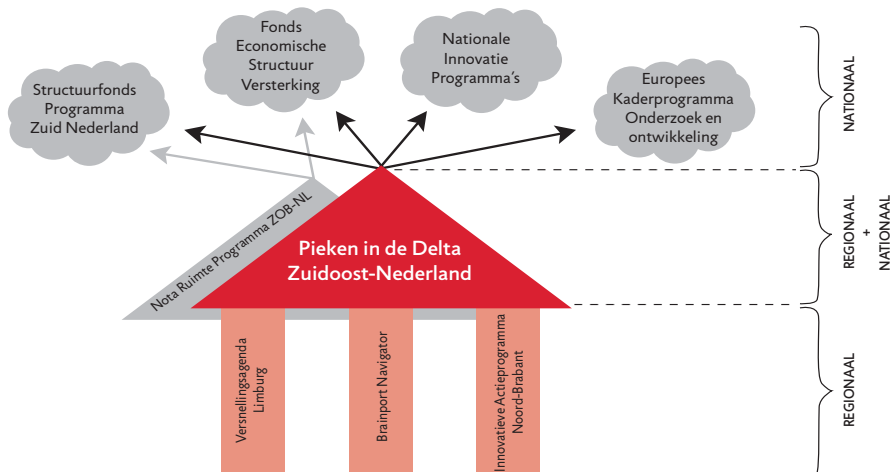 Fonds
Economische
Structuur
Versterking
Nationale
Innovatie
Programma's
Structuurfonds
Programma
Zuid Nederland
Europees
Kaderprogramma
Onderzoek en
ontwikkeling
NATIONAAL
Nota Ruimte Programma ZOB-NL
Pieken in de Delta
Zuidoost-Nederland
REGIONAAL
+
NATIONAAL
Versnellingsagenda
Limburg
Brainport Navigator
Innovatieve Actieprogramma
Noord-Brabant
REGIONAAL